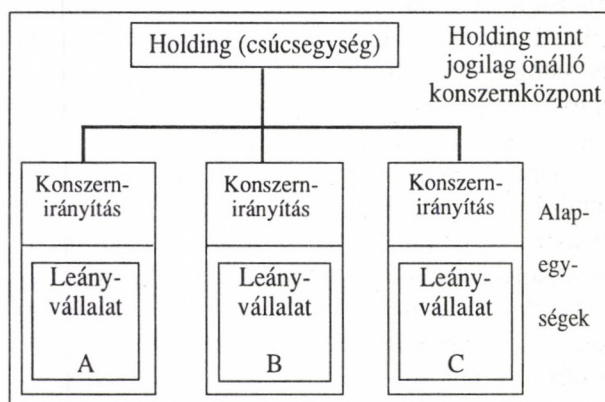 Holding (csúcsegység)
Holding mint
jogilag önálló
konszernközpont
Konszern-
irányítás
Konszern-
irányítás
Konszern-
irányítás
Alap-
egy-
ségek
Leány-
vállalat
A
Leány-
vállalat
B
Leány-
vállalat
C